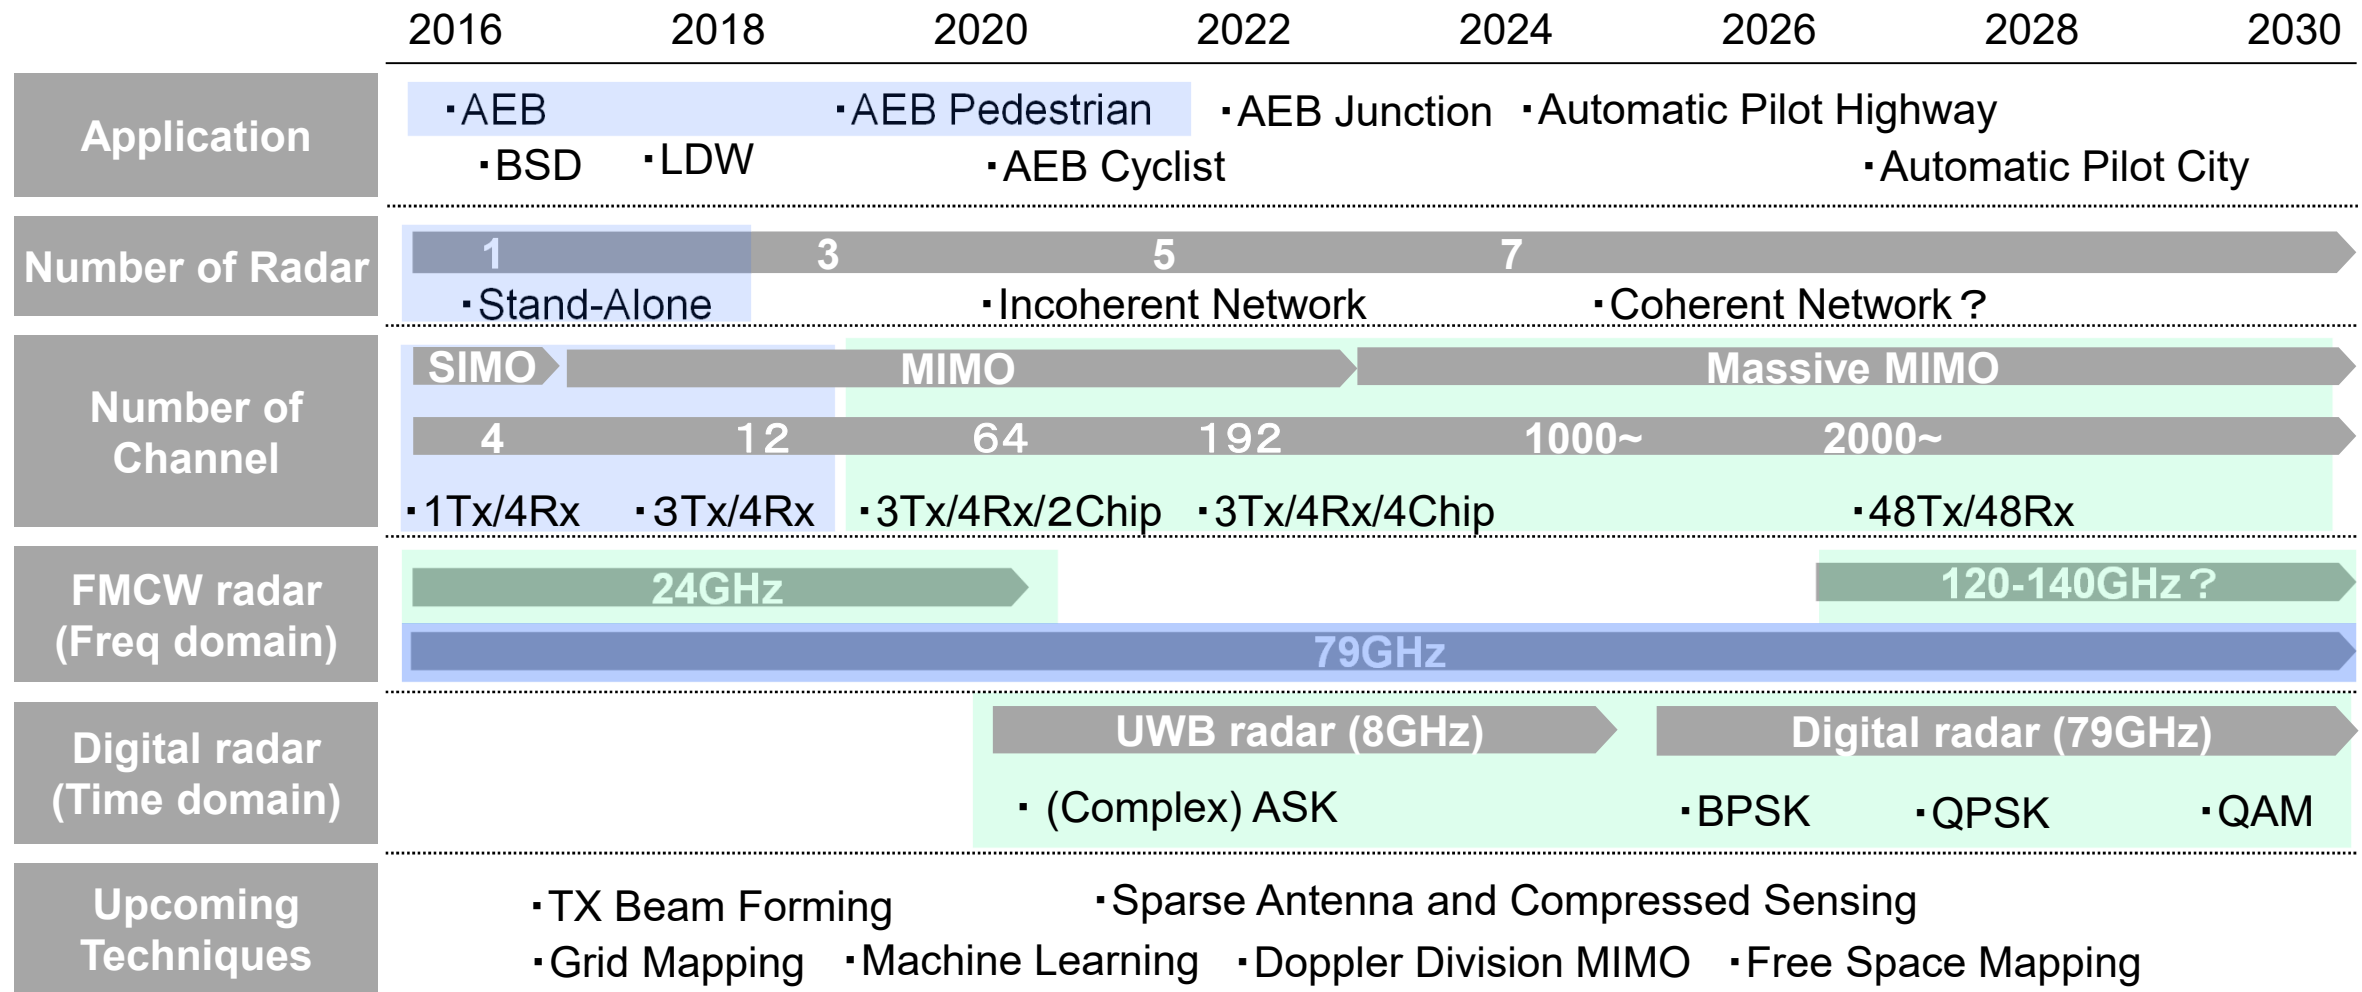 2016 2018 2020 2022 2024 2026 2028 2030
Application
・AEB ・AEB Pedestrian ・AEB Junction ・Automatic Pilot Highway
・BSD ・LDW ・AEB Cyclist ・Automatic Pilot City
Number of Radar
1 3 5 7
・Stand-Alone ・Incoherent Network ・Coherent Network？
Number of
Channel
SIMO MIMO Massive MIMO
4 12 64 192 1000~ 2000~
・1Tx/4Rx ・3Tx/4Rx ・3Tx/4Rx/2Chip ・3Tx/4Rx/4Chip ・48Tx/48Rx
FMCW radar
(Freq domain)
24GHz 120-140GHz？
79GHz
Digital radar
(Time domain)
UWB radar (8GHz) Digital radar (79GHz)
・(Complex) ASK ・BPSK ・QPSK ・QAM
Upcoming
Techniques
・TX Beam Forming ・Sparse Antenna and Compressed Sensing
・Grid Mapping ・Machine Learning ・Doppler Division MIMO ・Free Space Mapping